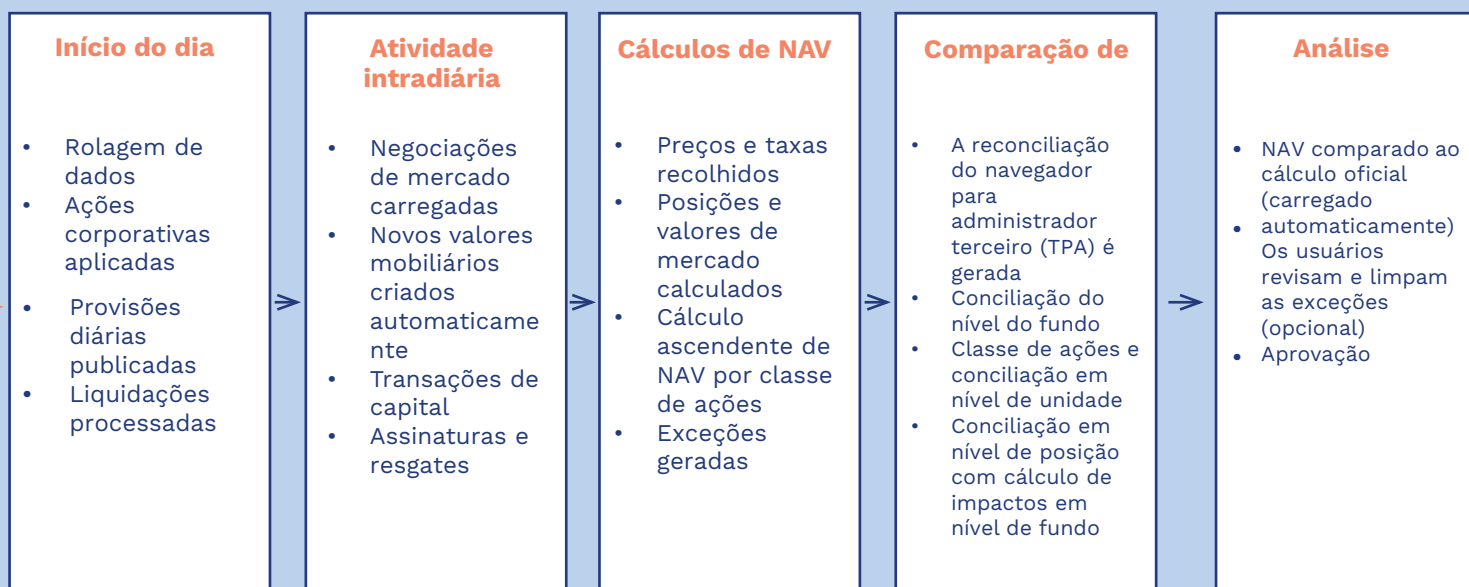 Início do dia
• Rolagem de
dados
• Ações
corporativas
aplicadas
• Provisões
diárias
publicadas
• Liquidações
processadas
Atividade
intradiária
• Negociações
de mercado
carregadas
• Novos valores
mobiliários
criados
automaticame
nte
• Transações de
capital
• Assinaturas e
resgates
Cálculos de NAV
• Preços e taxas
recolhidos
• Posições e
valores de
mercado
calculados
• Cálculo
ascendente de
NAV por classe
de ações
• Exceções
geradas
Comparação de
• A reconciliação
do navegador
para
administrador
terceiro (TPA) é
gerada
• Conciliação do
nível do fundo
• Classe de ações e
conciliação em
nível de unidade
• Conciliação em
nível de posição
com cálculo de
impactos em
nível de fundo
Análise
• NAV comparado ao
cálculo oficial
(carregado
• automaticamente)
Os usuários
revisam e limpam
as exceções
(opcional)
• Aprovação